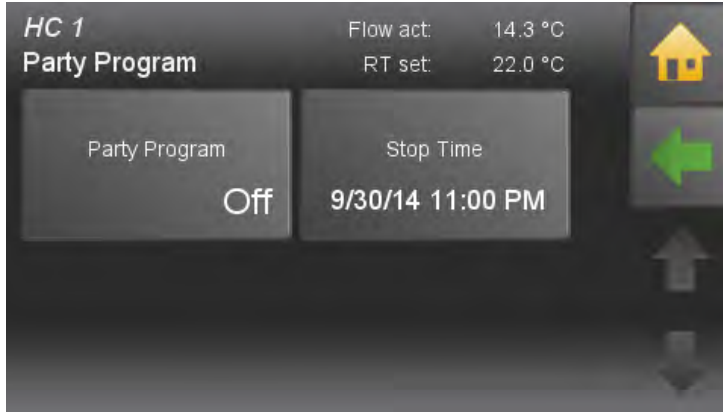 HC 1
Flow act: 14.3 °C
Party Program
RT set: 22.0 °C
Party Program
Off
Stop Time
9/30/14 11:00 PM